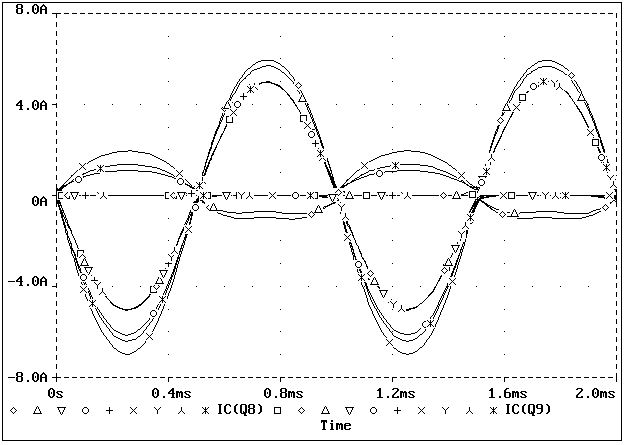 8.0A
4.0A
0A
-4.0A
-8.0A
0s 0.4ms 0.8ms 1.2ms 1.6ms 2.0ms
IC(Q8) IC(Q9)
Time